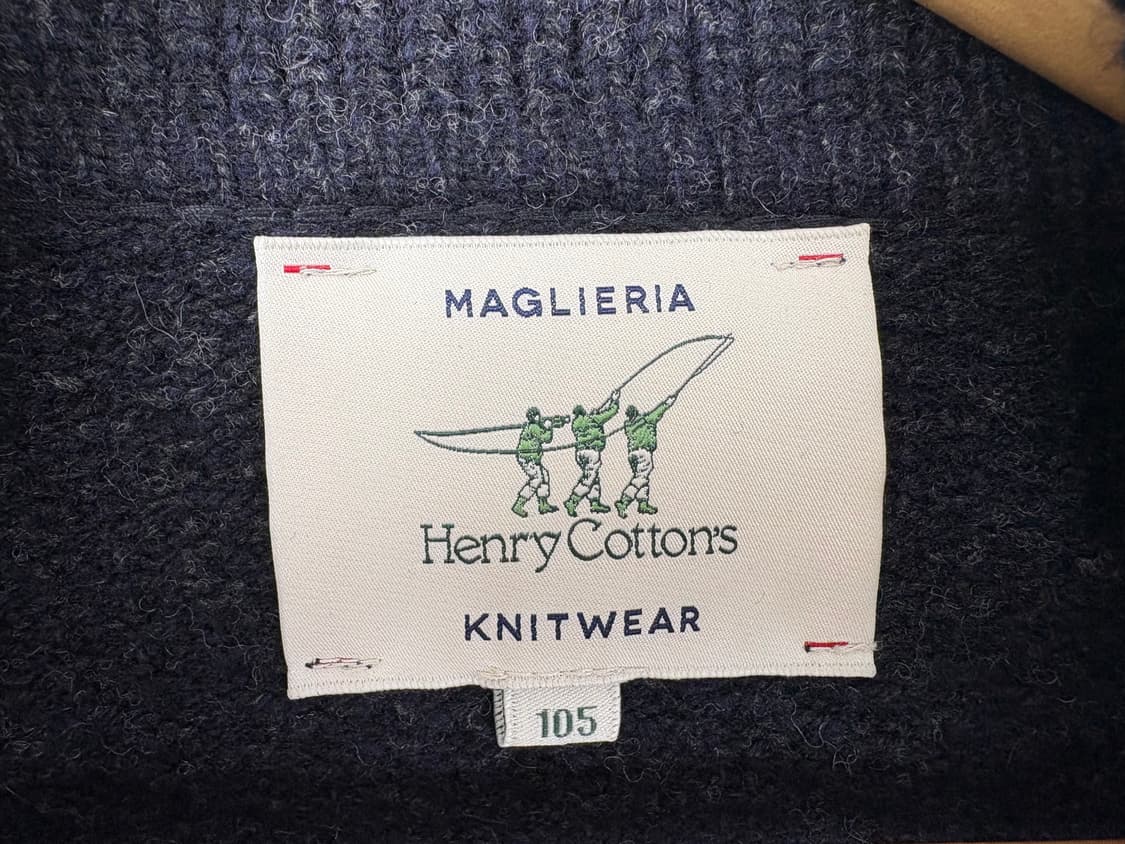 MAGLIERIA
Henry Cotton's
KNITWEAR
105